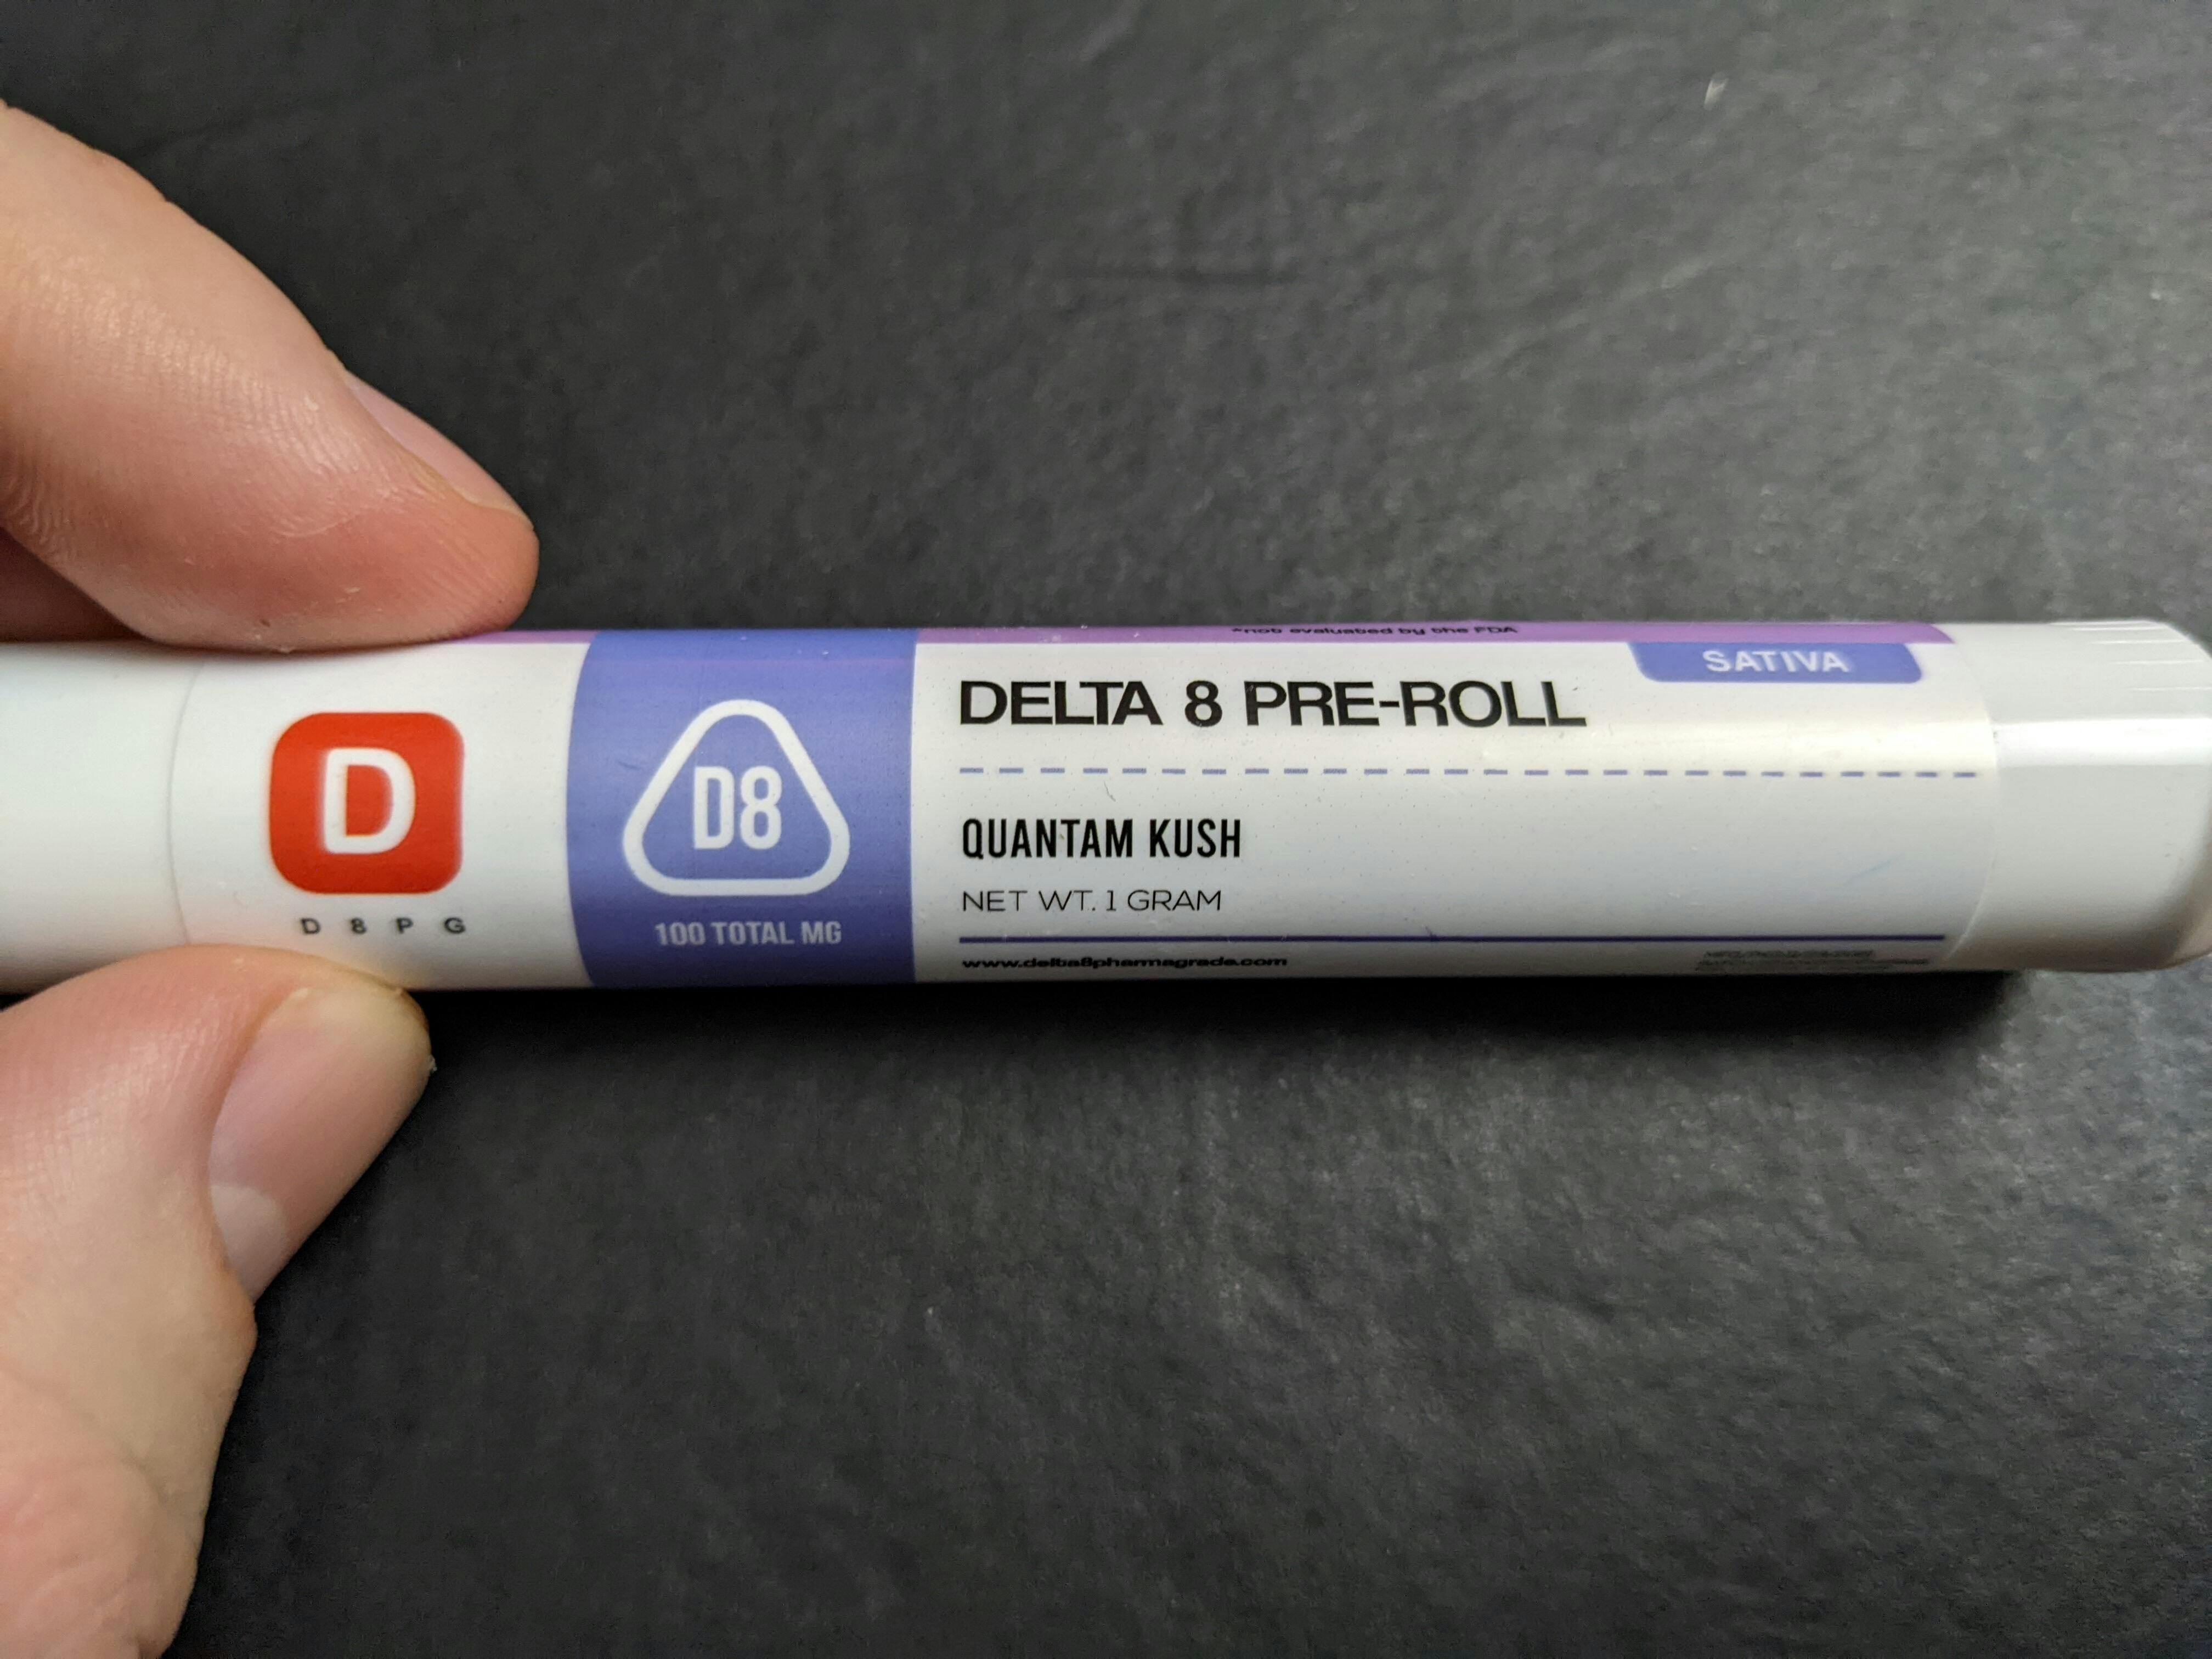 *not evaluated by the FDA
SATIVA
DELTA 8 PRE-ROLL
D
D8
QUANTAM KUSH
NET WT. 1 GRAM
D8PG
100 TOTAL MG
www.delta8pharmagrade.com